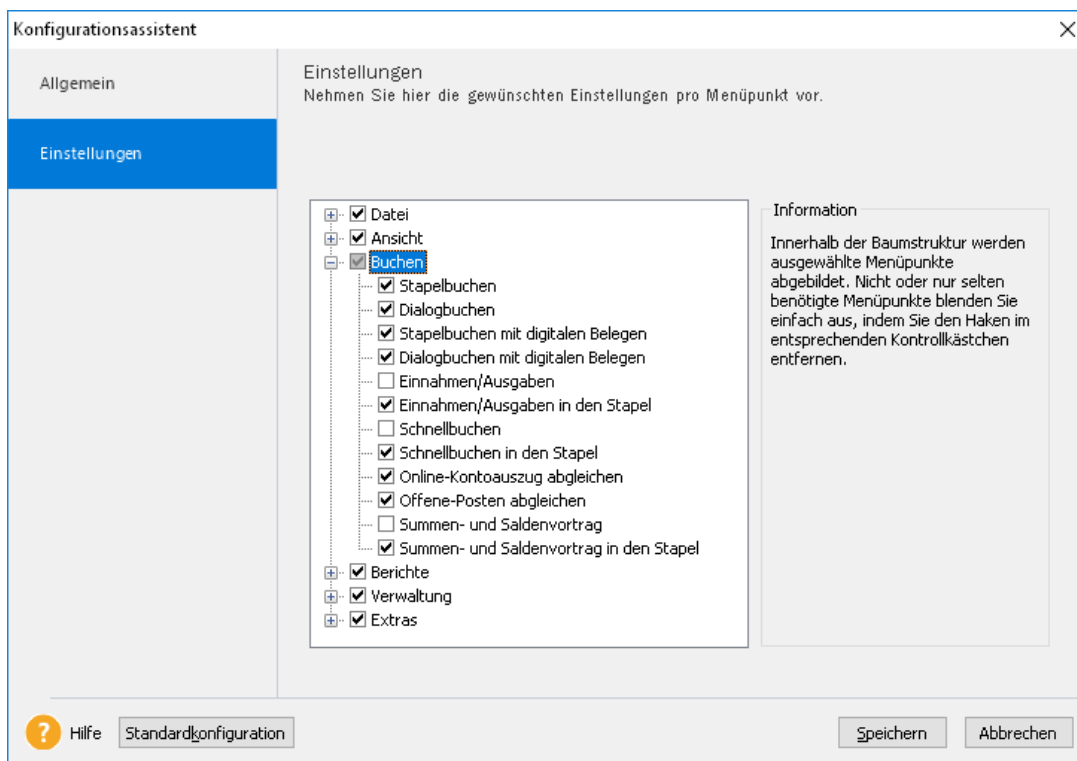 Konfigurationsassistent
Allgemein
Einstellungen
Einstellungen
Nehmen Sie hier die gewünschten Einstellungen pro Menüpunkt vor.
Datei
Ansicht
Buchen
Stapelbuchen
Dialogbuchen
Stapelbuchen mit digitalen Belegen
Dialogbuchen mit digitalen Belegen
Einnahmen/Ausgaben
Einnahmen/Ausgaben in den Stapel
Schnellbuchen
Schnellbuchen in den Stapel
Online-Kontoauszug abgleichen
Offene-Posten abgleichen
Summen- und Saldenvortrag
Summen- und Saldenvortrag in den Stapel
Berichte
Verwaltung
Extras
Information
Innerhalb der Baumstruktur werden
ausgewählte Menüpunkte
abgebildet. Nicht oder nur selten
benötigte Menüpunkte blenden Sie
einfach aus, indem Sie den Haken im
entsprechenden Kontrollkästchen
entfernen.
? Hilfe
Standardkonfiguration
Speichern
Abbrechen